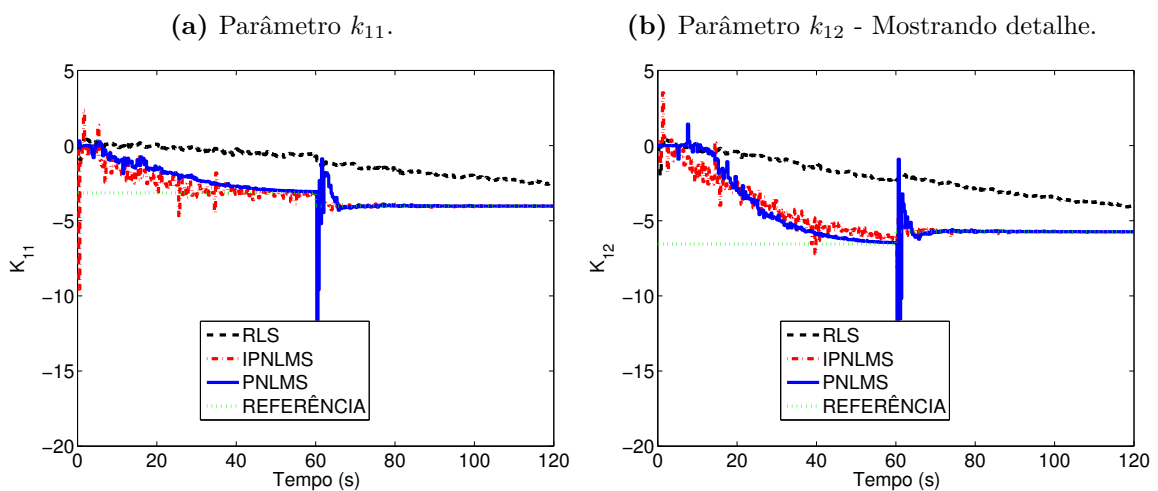 (a) Parâmetro k11.
(b) Parâmetro k12 - Mostrando detalhe.
5
0
−5
−10
−15
−20
K11
0
20
40
60
80
100
120
Tempo (s)
RLS
IPNLMS
PNLMS
REFERÊNCIA
5
0
−5
−10
−15
−20
K12
0
20
40
60
80
100
120
Tempo (s)
RLS
IPNLMS
PNLMS
REFERÊNCIA